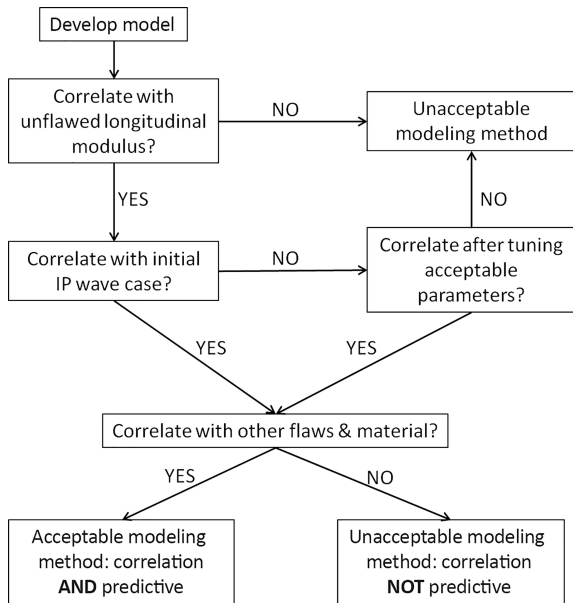 Develop model
Correlate with
unflawed longitudinal
modulus?
NO
Unacceptable
modeling method
YES
NO
Correlate with initial
IP wave case?
NO
Correlate after tuning
acceptable
parameters?
YES
YES
Correlate with other flaws & material?
YES
NO
Acceptable modeling
method: correlation
AND predictive
Unacceptable modeling
method: correlation
NOT predictive